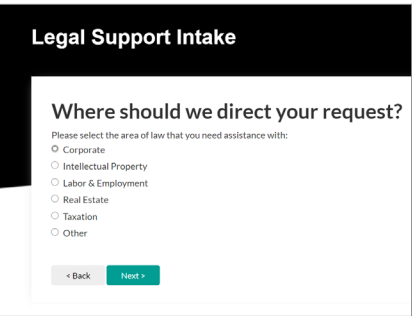 Legal Support Intake
Where should we direct your request?
Please select the area of law that you need assistance with:
Corporate
Intellectual Property
Labor & Employment
Real Estate
Taxation
Other
< Back Next >